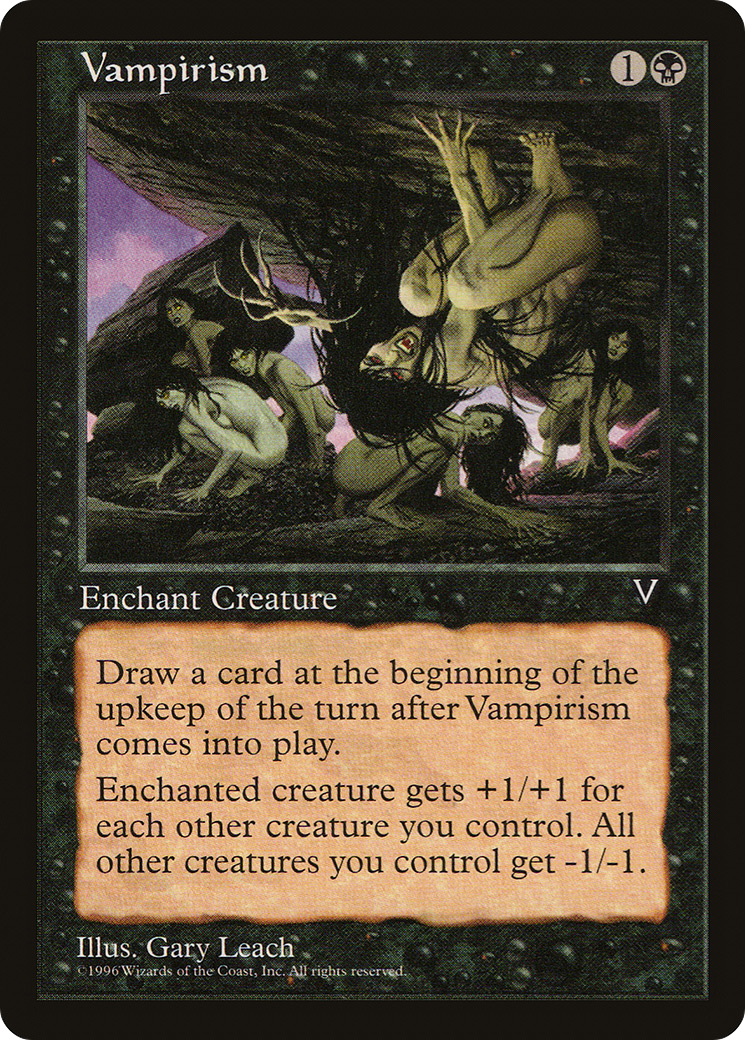 Vampirism 1
Enchant Creature V
Draw a card at the beginning of the
upkeep of the turn after Vampirism
comes into play.
Enchanted creature gets +1/+1 for
each other creature you control. All
other creatures you control get -1/-1.
Illus. Gary Leach
©1996 Wizards of the Coast, Inc. All rights reserved.